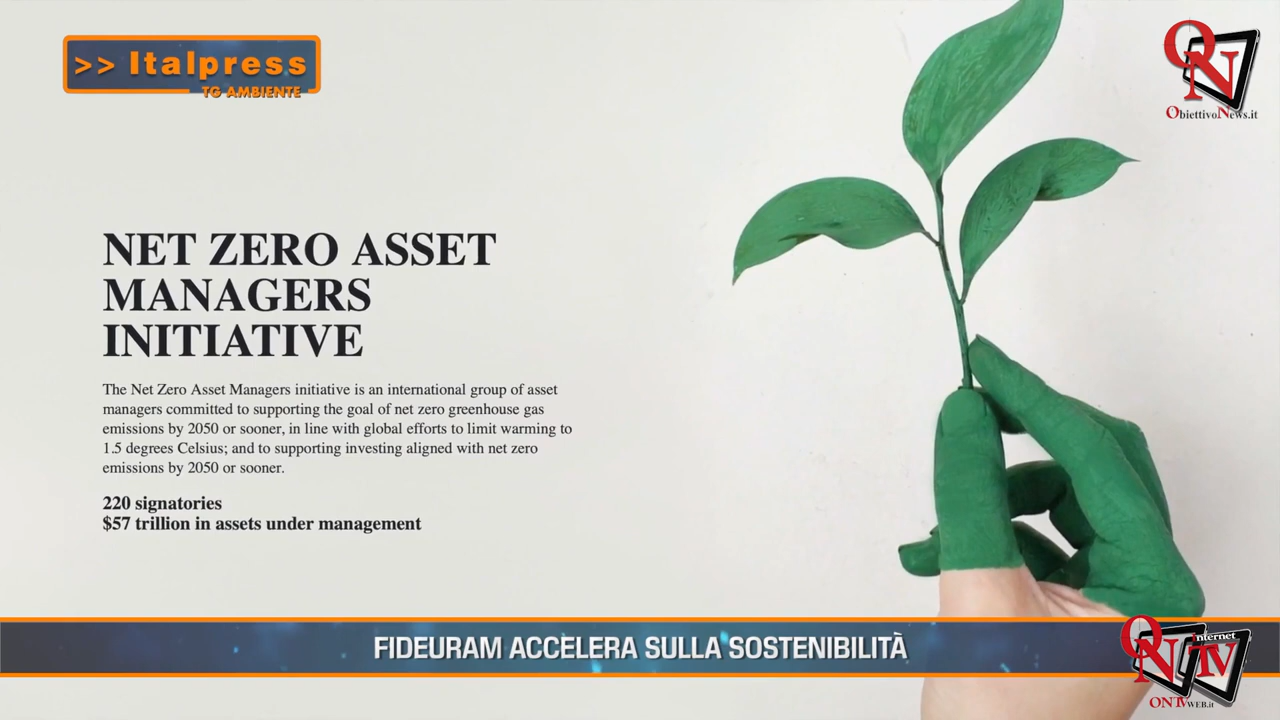 >> Italpress
TG AMBIENTE
ON
ObiettivoNews.it
NET ZERO ASSET
MANAGERS
INITIATIVE
The Net Zero Asset Managers initiative is an international group of asset
managers committed to supporting the goal of net zero greenhouse gas
emissions by 2050 or sooner, in line with global efforts to limit warming to
1.5 degrees Celsius; and to supporting investing aligned with net zero
emissions by 2050 or sooner.
220 signatories
$57 trillion in assets under management
FIDEURAM ACCELERA SULLA SOSTENIBILITÀ
ON internet TV
ONTVWEB.it